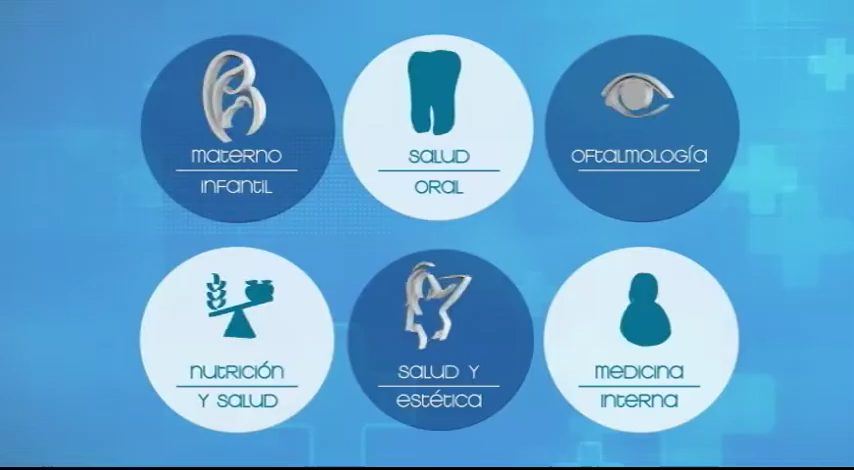 MATERNO
INFANTIL
SALUD
ORAL
OFTALMOLOGÍA
NUTRICIÓN
Y SALUD
SALUD Y
ESTÉTICA
MEDICINA
INTERNA